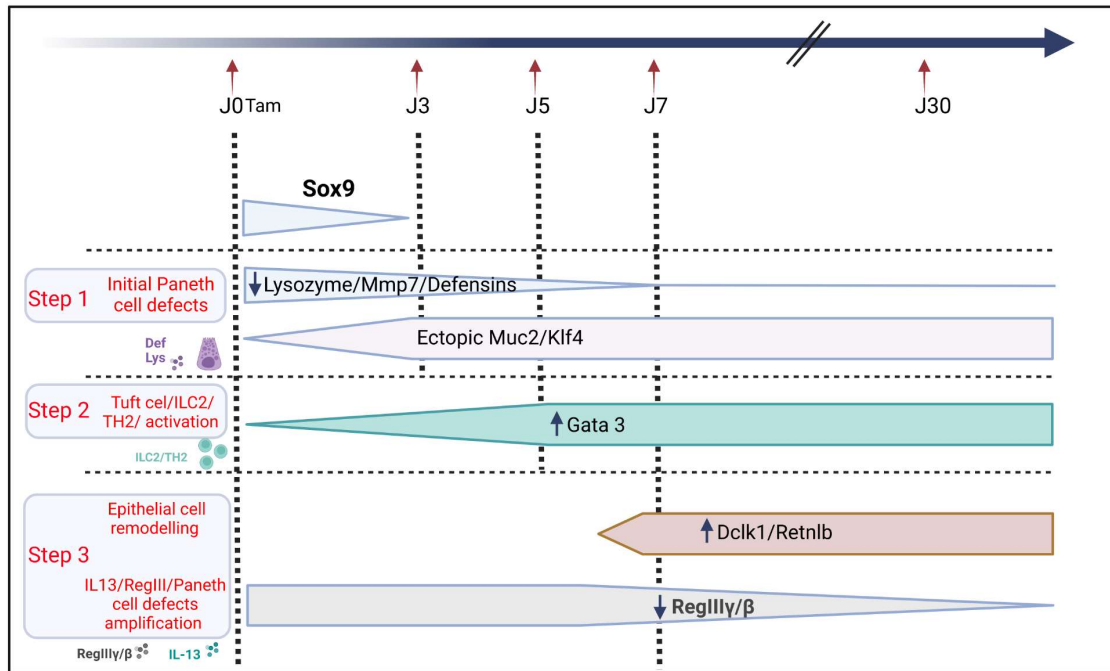 J0 Tam
J3
J5
J7
J30
Sox9
Step 1
Initial Paneth
cell defects
Lysozyme/Mmp7/Defensins
Ectopic Muc2/Klf4
Def
Lys
Step 2
Tuft cel/ILC2/
TH2/ activation
Gata 3
ILC2/TH2
Step 3
Epithelial cell
remodelling
Dclk1/Retnlb
IL13/RegIII/Paneth
cell defects
amplification
RegIIIγ/β
RegIIIγ/β
IL-13